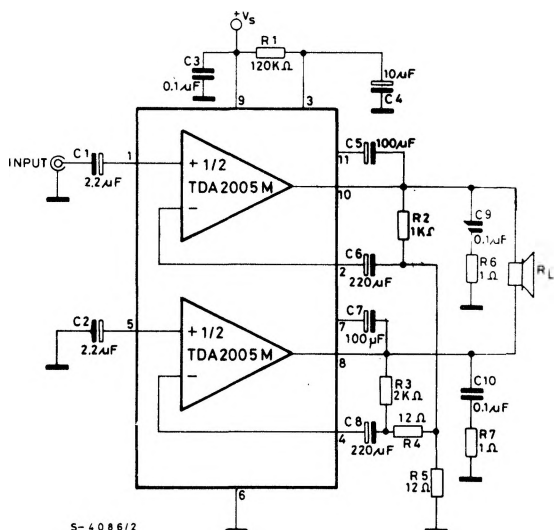 +Vs
C3
0.1µF
R1
120KΩ
10µF
C4
9
3
C1
2.2µF
INPUT
1
+ 1/2
TDA2005M
−
11
C5
100µF
10
R2
1KΩ
C9
0.1µF
R6
1Ω
RL
C6
220µF
2
C2
2.2µF
5
+ 1/2
TDA2005M
−
7
C7
100µF
8
R3
2KΩ
C10
0.1µF
R7
1Ω
C8
220µF
4
12Ω
R4
R5
12Ω
6
S-4086/2